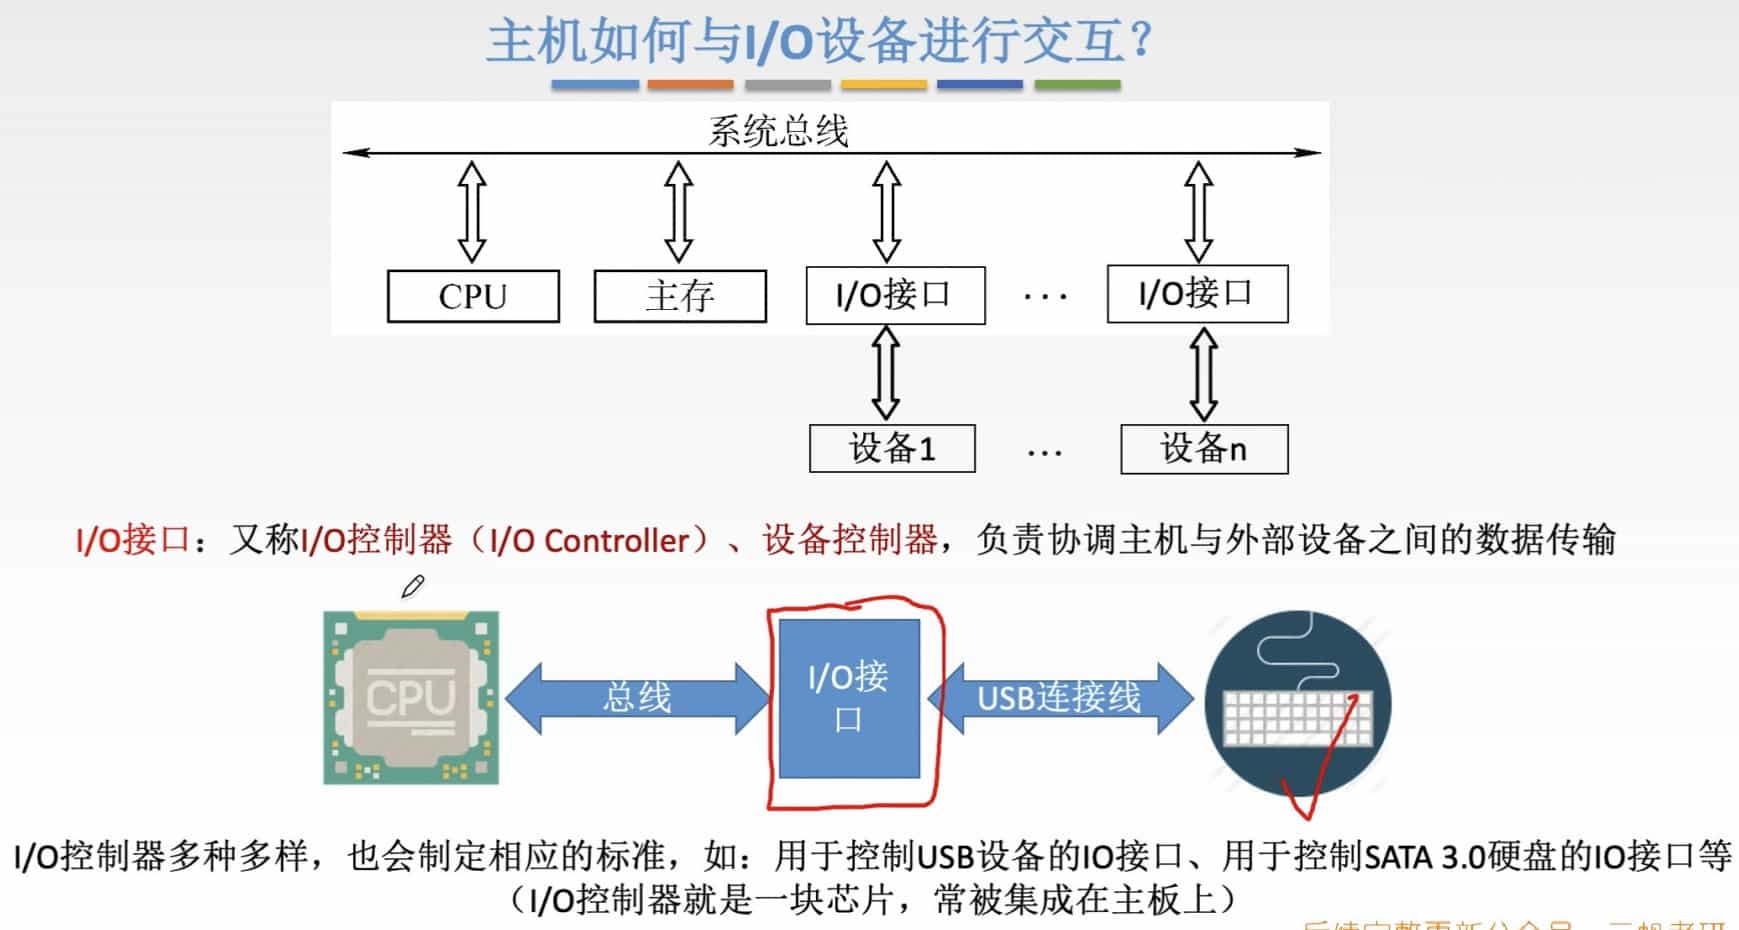 主机如何与I/O设备进行交互?
系统总线
CPU 主存 I/O接口 ··· I/O接口
设备1 ··· 设备n
I/O接口：又称I/O控制器（I/O Controller）、设备控制器，负责协调主机与外部设备之间的数据传输
CPU 总线 I/O接 USB连接线
口
I/O控制器多种多样，也会制定相应的标准，如：用于控制USB设备的IO接口、用于控制SATA 3.0硬盘的IO接口等
（I/O控制器就是一块芯片，常被集成在主板上）